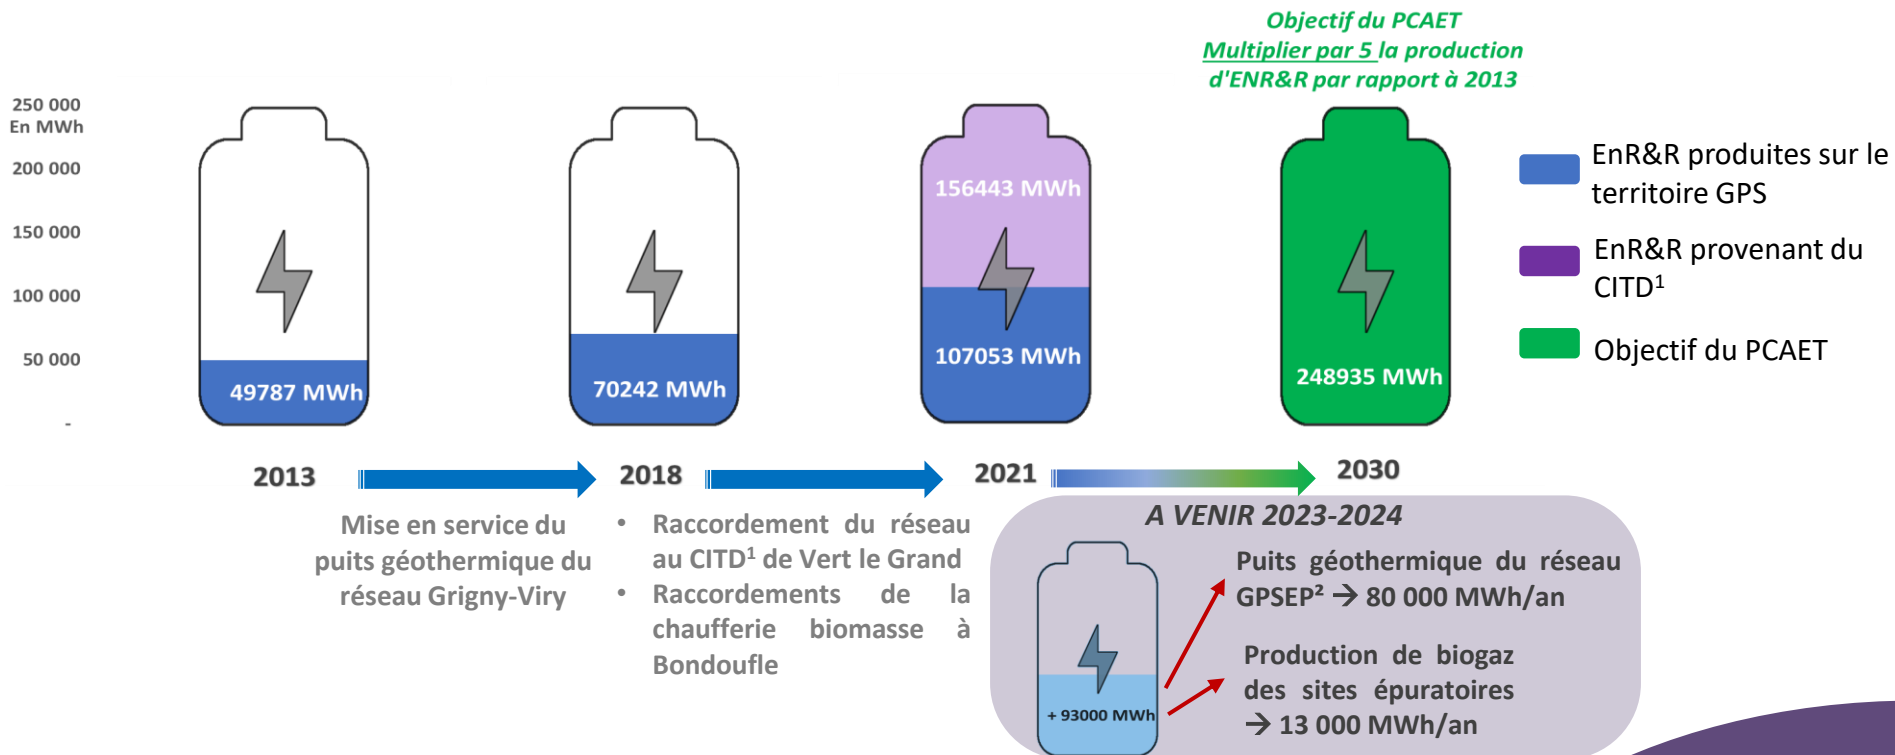 Objectif du PCAET
Multiplier par 5 la production
d'ENR&R par rapport à 2013
250 000
En MWh
200 000
150 000
100 000
50 000
-
49787 MWh
70242 MWh
156443 MWh
107053 MWh
248935 MWh
EnR&R produites sur le
territoire GPS
EnR&R provenant du
CITD¹
Objectif du PCAET
2013
2018
2021
2030
Mise en service du
puits géothermique du
réseau Grigny-Viry
• Raccordement du réseau
au CITD¹ de Vert le Grand
• Raccordements de la
chaufferie biomasse à
Bondoufle
A VENIR 2023-2024
+ 93000 MWh
Puits géothermique du réseau
GPSEP² → 80 000 MWh/an
Production de biogaz
des sites épuratoires
→ 13 000 MWh/an